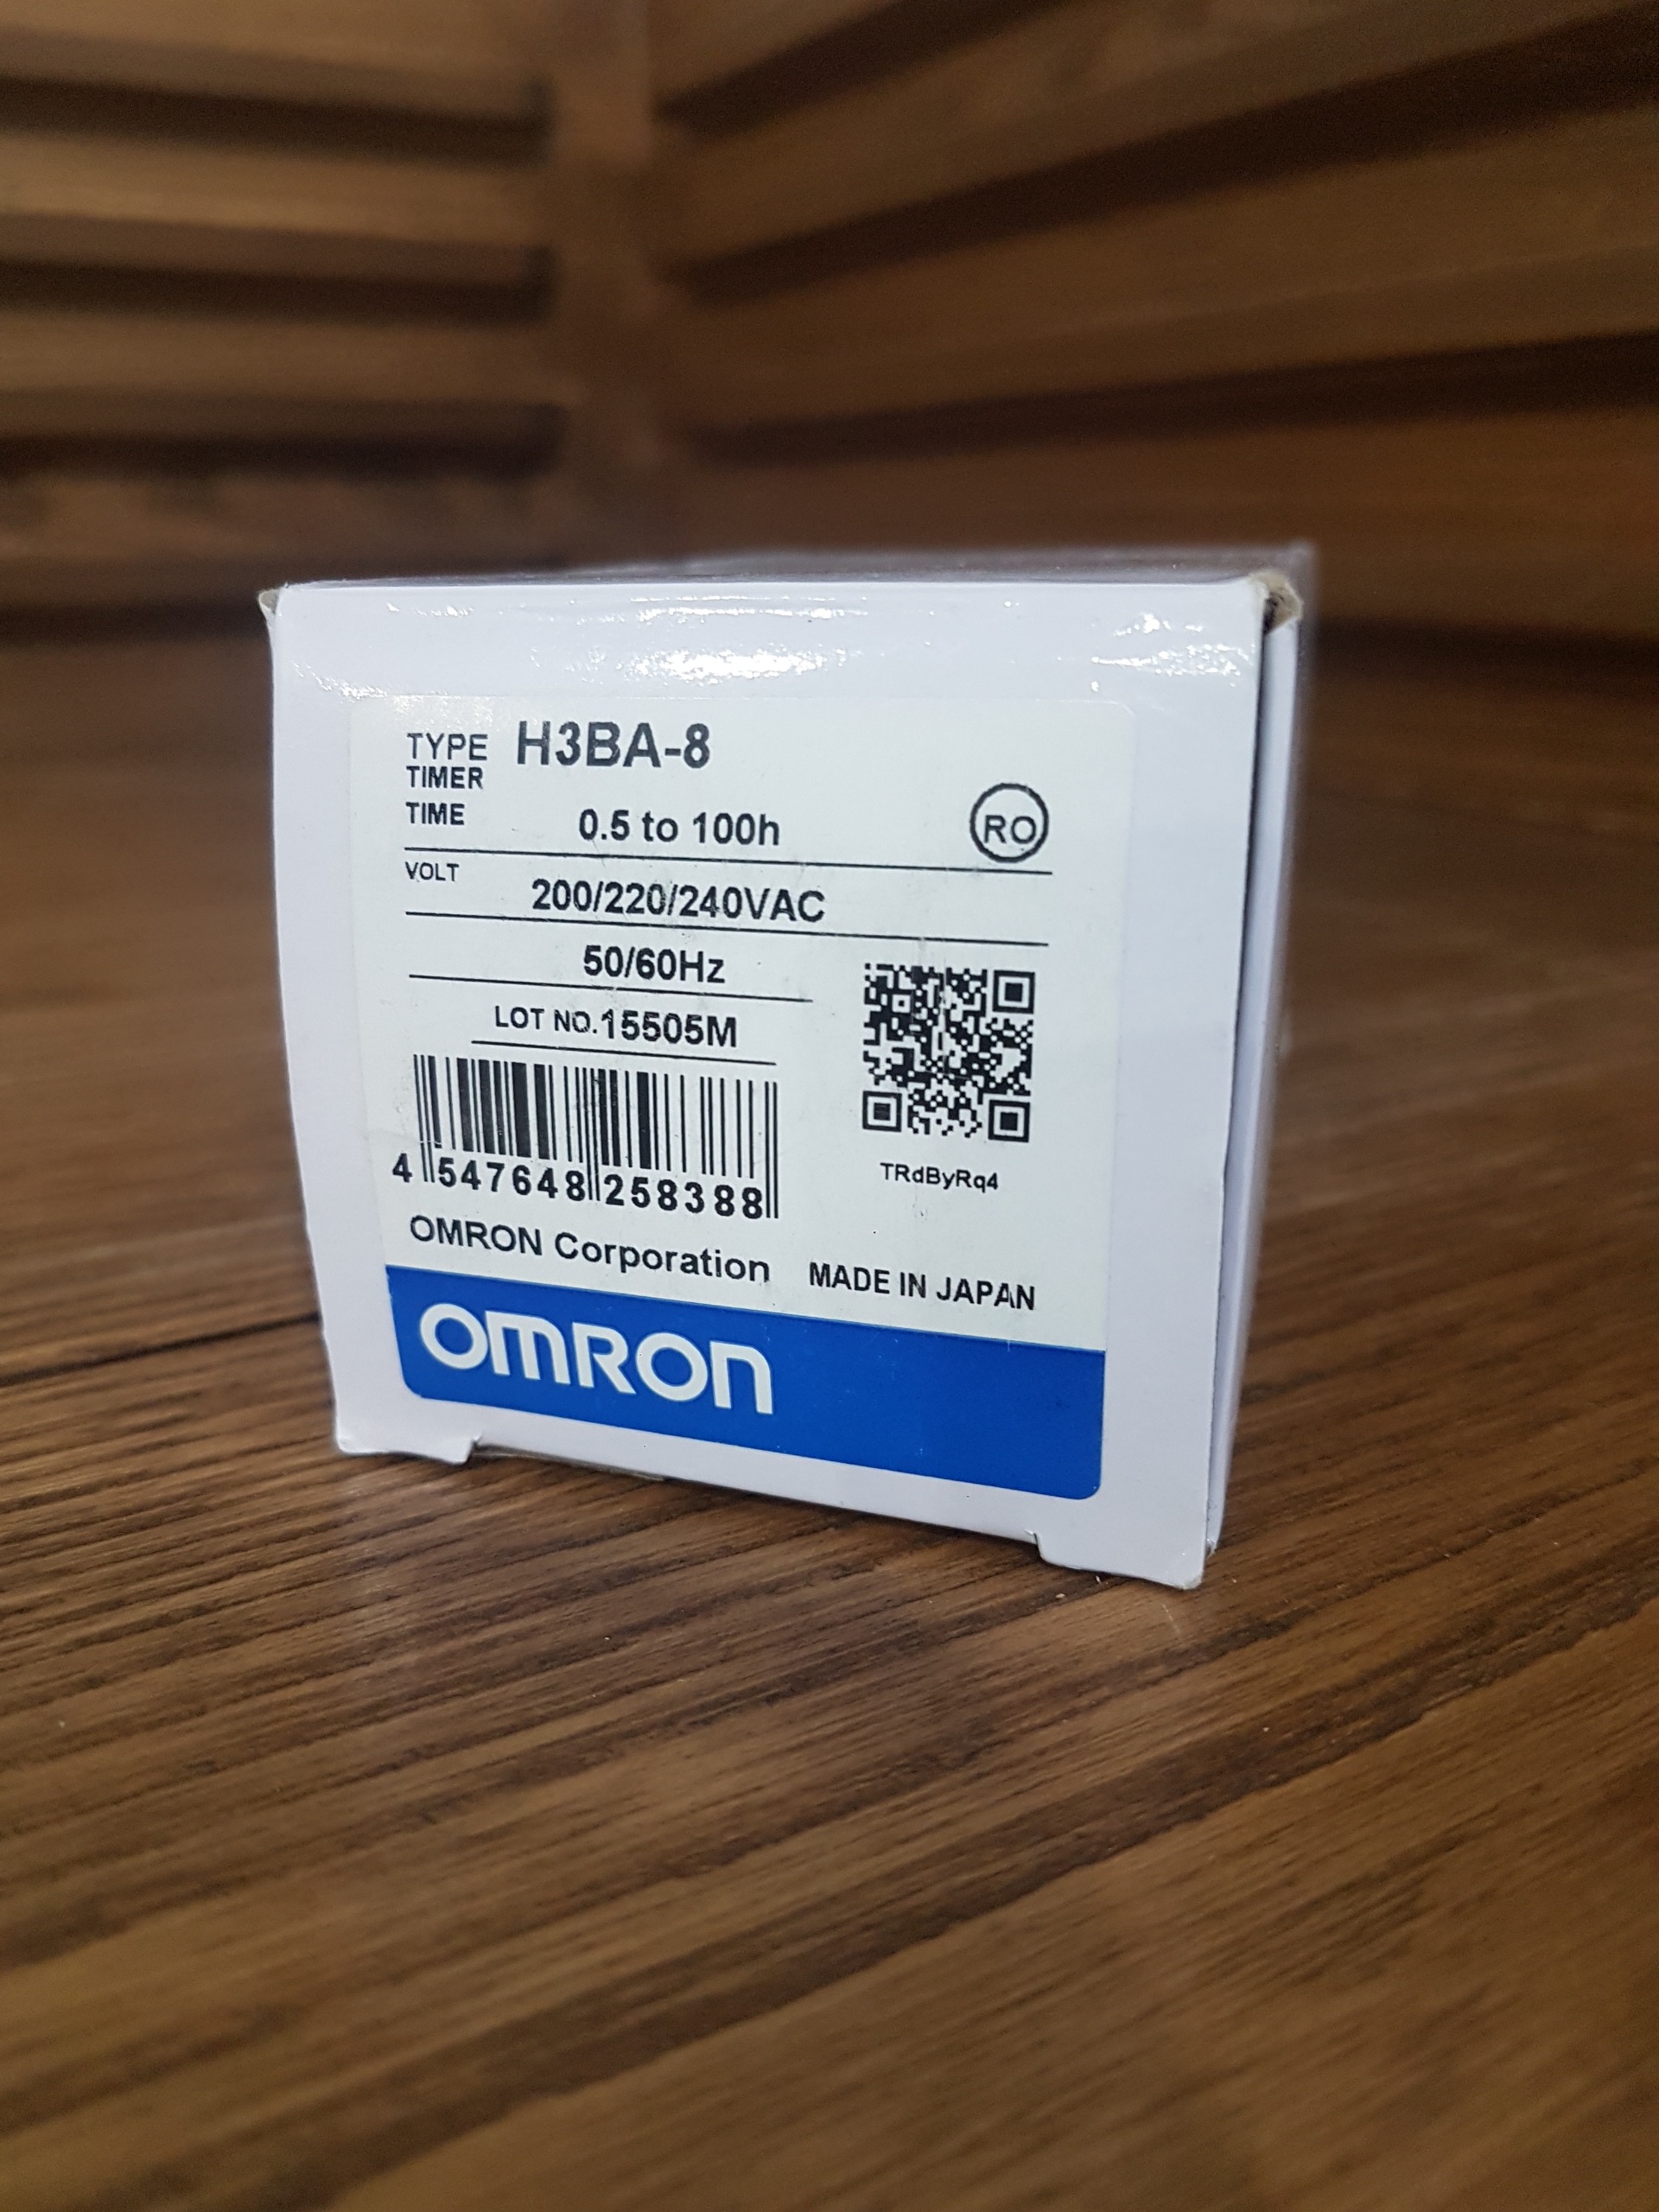 TYPE H3BA-8
TIMER
TIME 0.5 to 100h RO
VOLT 200/220/240VAC
50/60Hz
LOT NO.15505M
4 547648 258388
TRdByRq4
OMRON Corporation MADE IN JAPAN
OMRON